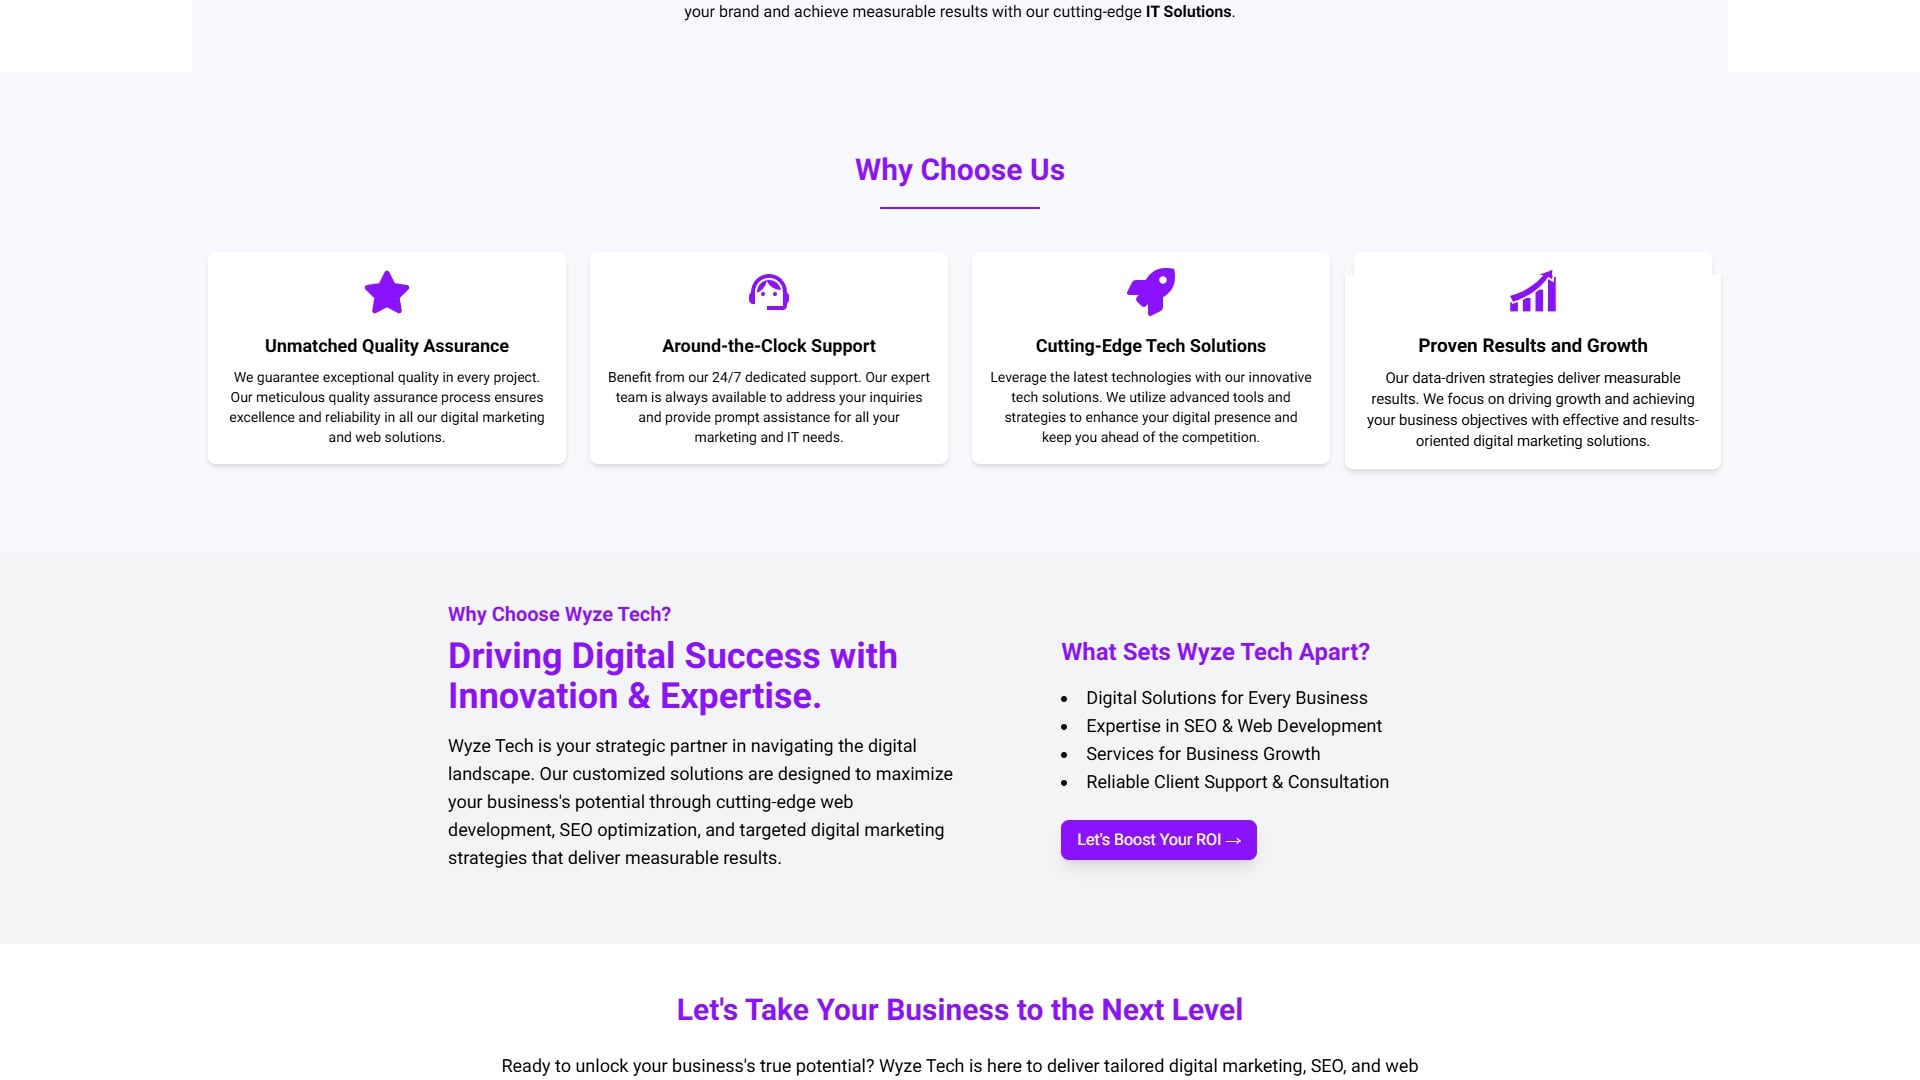 your brand and achieve measurable results with our cutting-edge IT Solutions.
Why Choose Us
Unmatched Quality Assurance
We guarantee exceptional quality in every project.
Our meticulous quality assurance process ensures
excellence and reliability in all our digital marketing
and web solutions.
Around-the-Clock Support
Benefit from our 24/7 dedicated support. Our expert
team is always available to address your inquiries
and provide prompt assistance for all your
marketing and IT needs.
Cutting-Edge Tech Solutions
Leverage the latest technologies with our innovative
tech solutions. We utilize advanced tools and
strategies to enhance your digital presence and
keep you ahead of the competition.
Proven Results and Growth
Our data-driven strategies deliver measurable
results. We focus on driving growth and achieving
your business objectives with effective and results-
oriented digital marketing solutions.
Why Choose Wyze Tech?
Driving Digital Success with
Innovation & Expertise.
Wyze Tech is your strategic partner in navigating the digital
landscape. Our customized solutions are designed to maximize
your business's potential through cutting-edge web
development, SEO optimization, and targeted digital marketing
strategies that deliver measurable results.
What Sets Wyze Tech Apart?
• Digital Solutions for Every Business
• Expertise in SEO & Web Development
• Services for Business Growth
• Reliable Client Support & Consultation
Let's Boost Your ROI →
Let's Take Your Business to the Next Level
Ready to unlock your business's true potential? Wyze Tech is here to deliver tailored digital marketing, SEO, and web